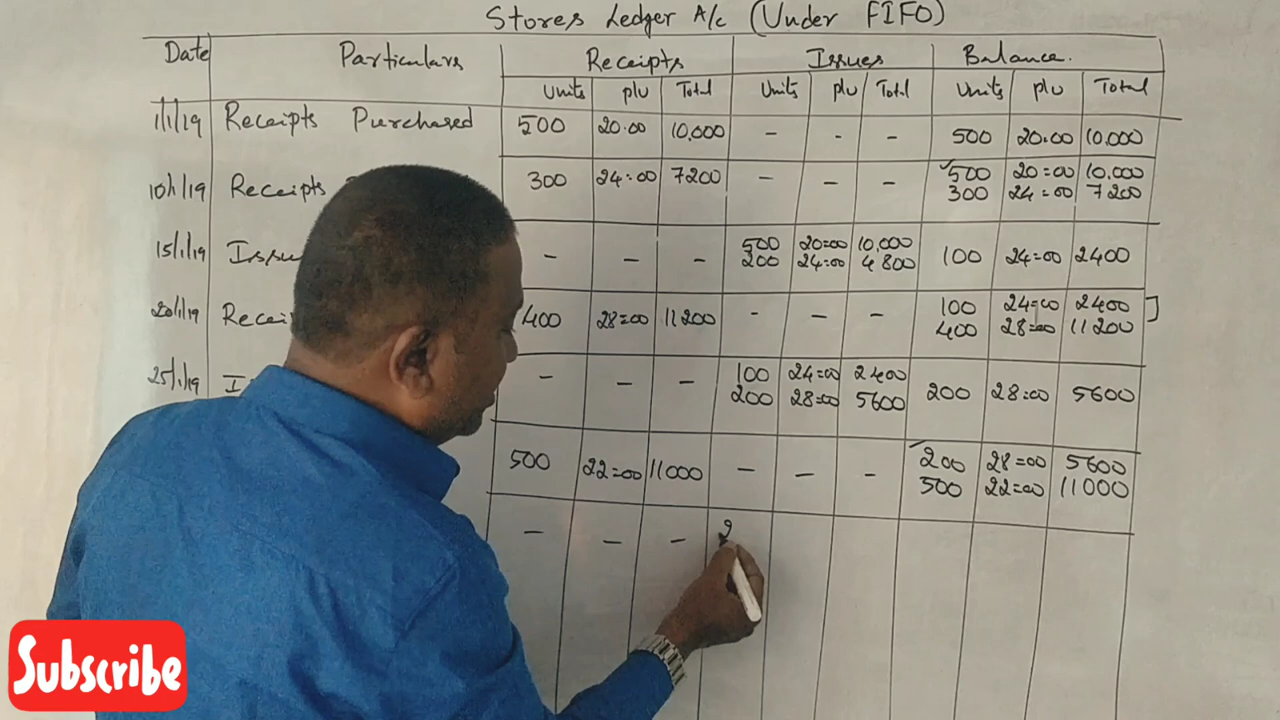 Stores Ledger A/c (Under FIFO)
Date Particulars Receipts Issues Balance.
Units p/u Total Units p/u Total Units p/u Total
1/1/19 Receipts Purchased 500 20.00 10,000 - - - 500 20.00 10,000
10/1/19 Receipts 300 24=00 7200 - - - 500 20=00 10,000
300 24=00 7200
15/1/19 - - - 500 20=00 10,000 100 24=00 2400
200 24=00 4800
20/1/19 400 28=00 11200 - - - 100 24=00 2400
400 28=00 11200
25/1/19 - - - 100 24=00 2400 200 28=00 5600
200 28=00 5600
500 22=00 11000 - - - 200 28=00 5600
500 22=00 11000
- - - 2
Subscribe